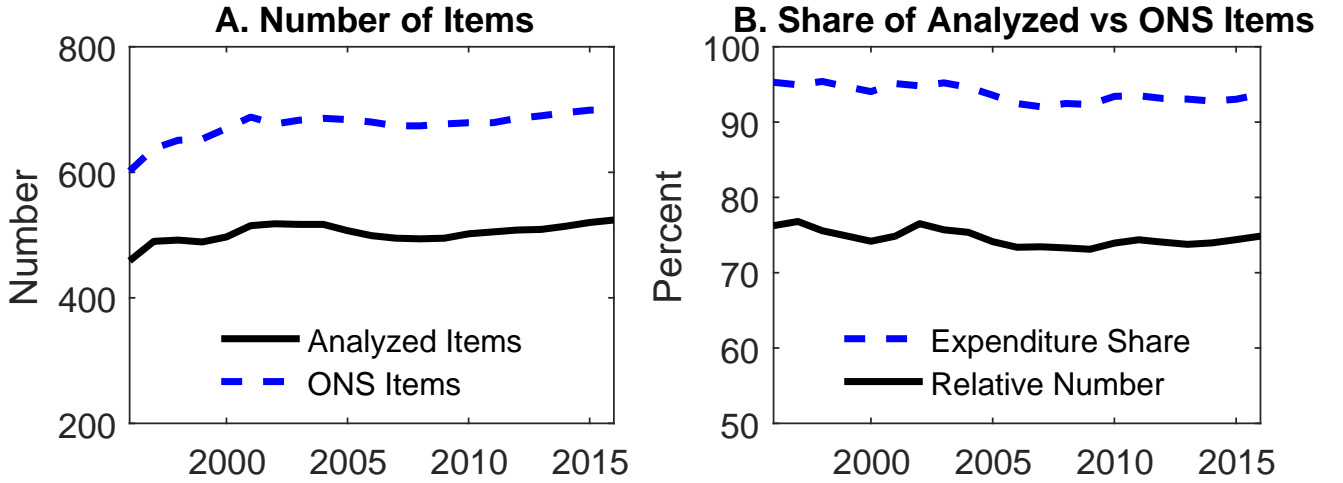 A. Number of Items
Number
800
600
400
200
Analyzed Items
ONS Items
2000 2005 2010 2015
B. Share of Analyzed vs ONS Items
Percent
100
90
80
70
60
50
Expenditure Share
Relative Number
2000 2005 2010 2015